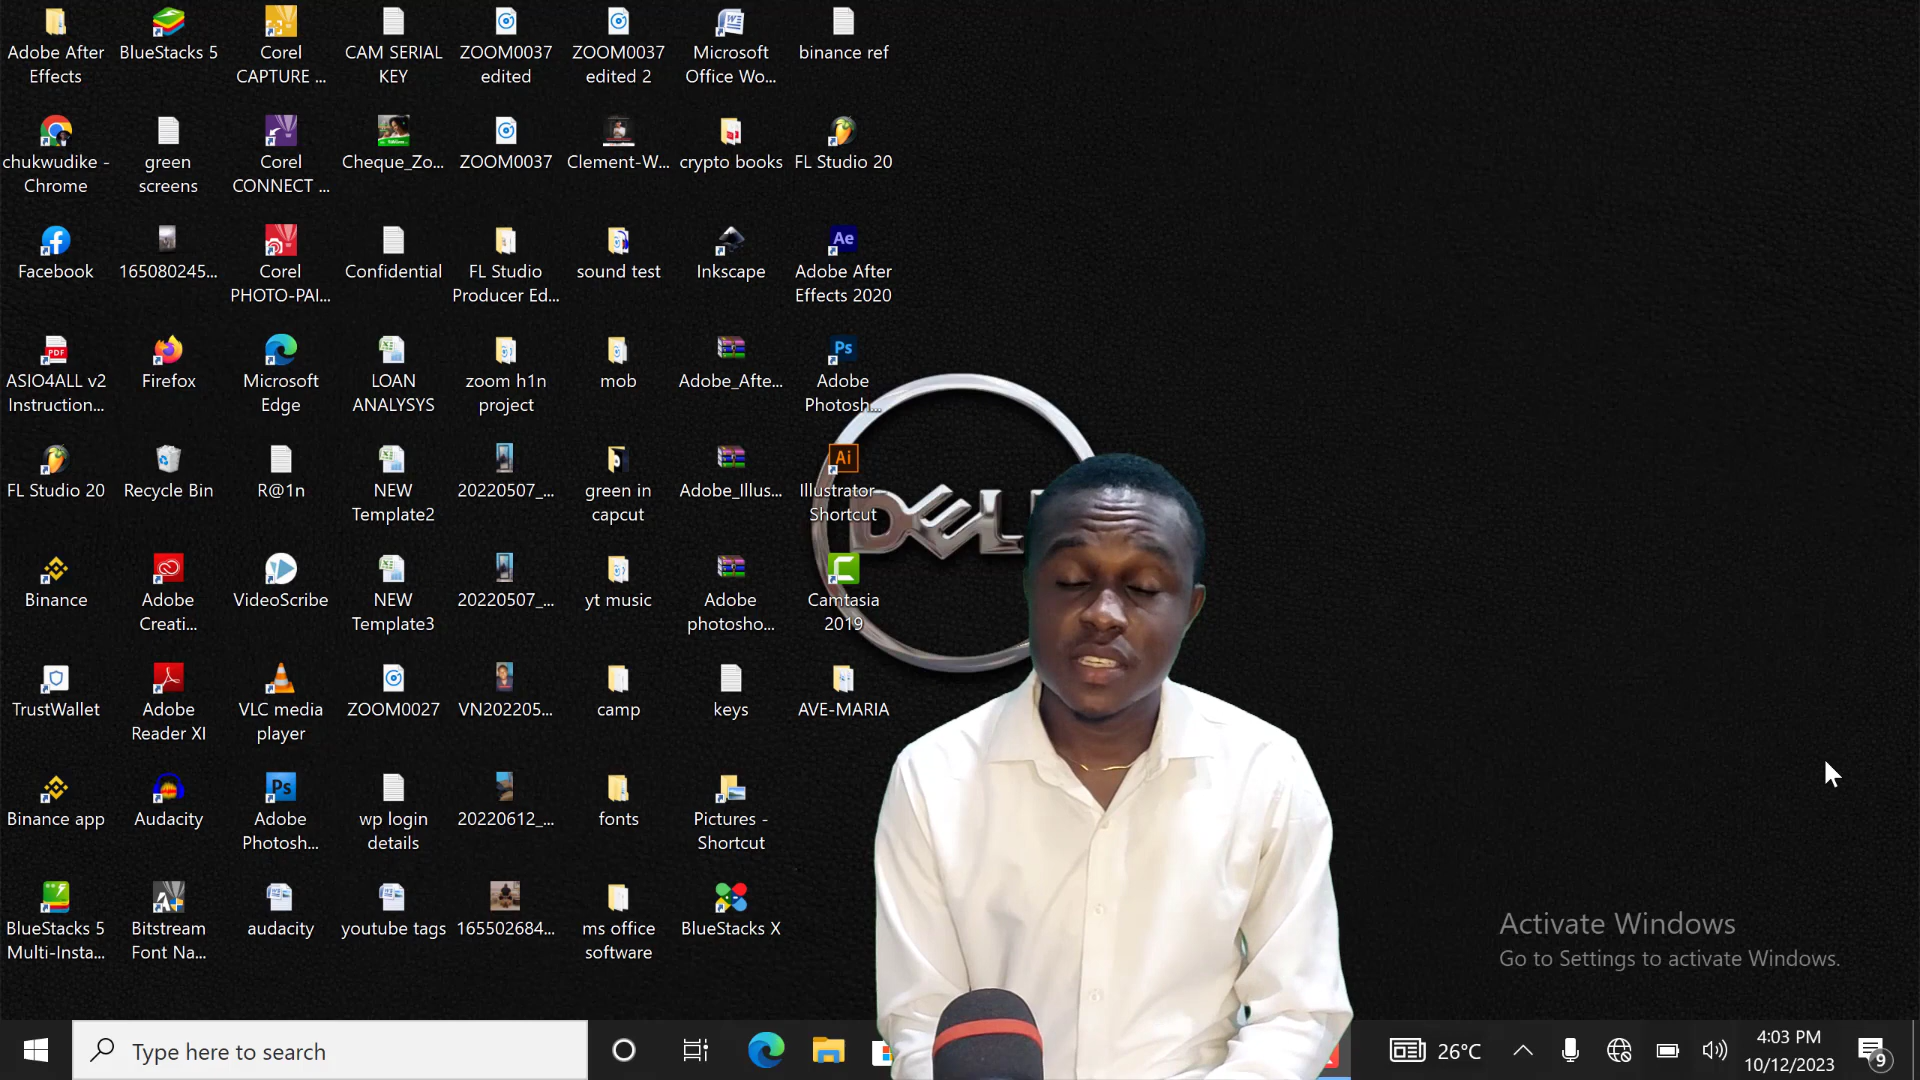 Adobe After
Effects
BlueStacks 5
Corel
CAPTURE ...
CAM SERIAL
KEY
ZOOM0037
edited
ZOOM0037
edited 2
Microsoft
Office Wo...
binance ref
chukwudike -
Chrome
green
screens
Corel
CONNECT ...
Cheque_Zo...
ZOOM0037
Clement-W...
crypto books
FL Studio 20
Facebook
165080245...
Corel
PHOTO-PAI...
Confidential
FL Studio
Producer Ed...
sound test
Inkscape
Ae
Adobe After
Effects 2020
PDF
ASIO4ALL v2
Instruction...
Firefox
Microsoft
Edge
LOAN
ANALYSYS
zoom h1n
project
mob
Adobe_Afte...
Ps
Adobe
Photosh...
FL Studio 20
Recycle Bin
R@1n
NEW
Template2
20220507_...
green in
capcut
Adobe_Illus...
Ai
Illustrator -
Shortcut
DELL
Binance
Adobe
Creati...
VideoScribe
NEW
Template3
20220507_...
yt music
Adobe
photosho...
Camtasia
2019
TrustWallet
Adobe
Reader XI
VLC media
player
ZOOM0027
VN202205...
camp
keys
AVE-MARIA
Binance app
Audacity
Ps
Adobe
Photosh...
wp login
details
20220612_...
fonts
Pictures -
Shortcut
BlueStacks 5
Multi-Insta...
Bitstream
Font Na...
audacity
youtube tags
165502684...
ms office
software
BlueStacks X
Activate Windows
Go to Settings to activate Windows.
Type here to search
26°C
4:03 PM
10/12/2023
9